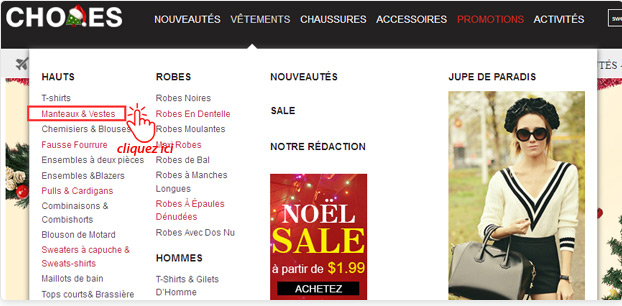 CHO ES
NOUVEAUTÉS VÊTEMENTS CHAUSSURES ACCESSOIRES PROMOTIONS ACTIVITÉS
HAUTS
T-shirts
Manteaux & Vestes
cliquez ici
Chemisiers & Blouses
Fausse Fourrure
Ensembles à deux pièces
Ensembles &Blazers
Pulls & Cardigans
Combinaisons &
Combishorts
Blouson de Motard
Sweaters à capuche &
Sweats-shirts
Maillots de bain
Tops courts& Brassière
ROBES
Robes Noires
Robes En Dentelle
Robes Moulantes
Maxi Robes
Robes de Bal
Robes à Manches
Longues
Robes À Épaules
Dénudées
Robes Avec Dos Nu
HOMMES
T-Shirts & Gilets
D'Homme
NOUVEAUTÉS
SALE
NOTRE RÉDACTION
NOËL
SALE
à partir de $1.99
ACHETEZ
JUPE DE PARADIS